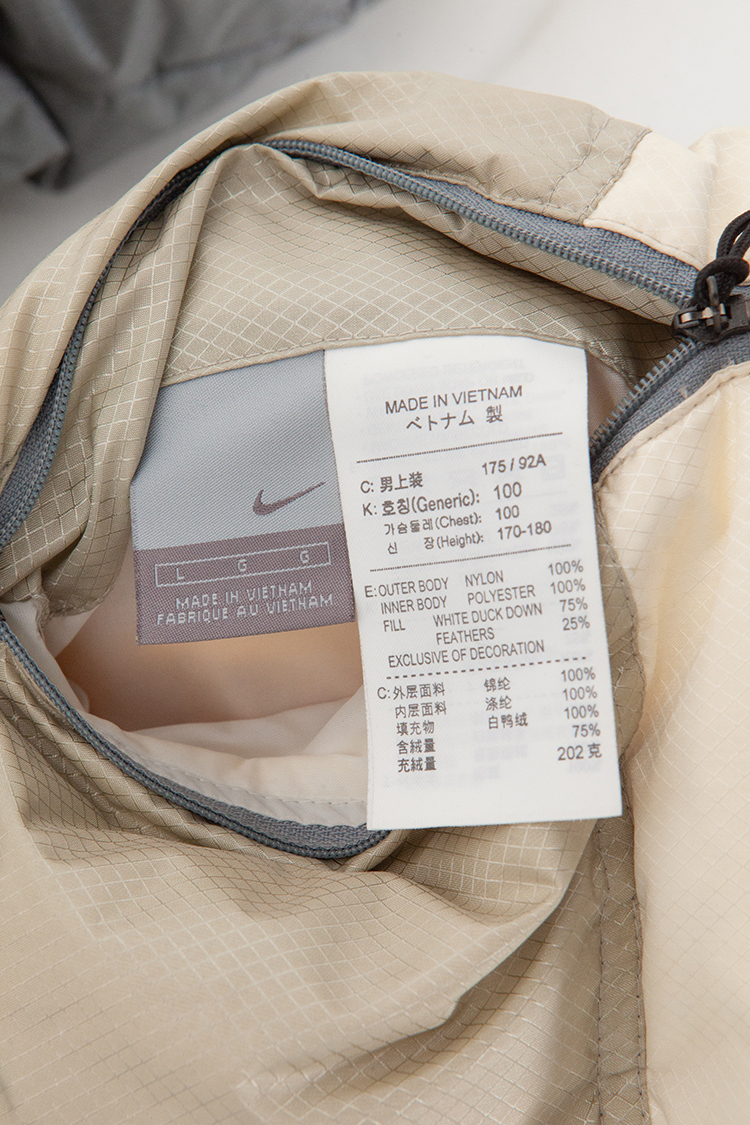 L G G
MADE IN VIETNAM
FABRIQUE AU VIETNAM
MADE IN VIETNAM
ベトナム 製
C: 男上装 175 / 92A
K: 호칭(Generic): 100
가슴둘레(Chest): 100
신 장(Height): 170-180
E: OUTER BODY NYLON 100%
INNER BODY POLYESTER 100%
FILL WHITE DUCK DOWN 75%
FEATHERS 25%
EXCLUSIVE OF DECORATION
C: 外层面料 锦纶 100%
内层面料 涤纶 100%
填充物 白鸭绒 100%
含绒量 75%
充绒量 202 克